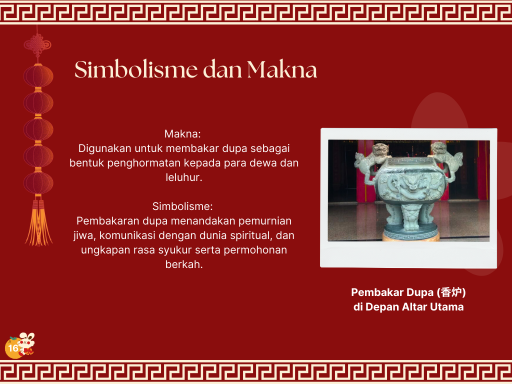 Simbolisme dan Makna
Makna:
Digunakan untuk membakar dupa sebagai
bentuk penghormatan kepada para dewa dan
leluhur.
Simbolisme:
Pembakaran dupa menandakan pemurnian
jiwa, komunikasi dengan dunia spiritual, dan
ungkapan rasa syukur serta permohonan
berkah.
Pembakar Dupa (香炉)
di Depan Altar Utama
16